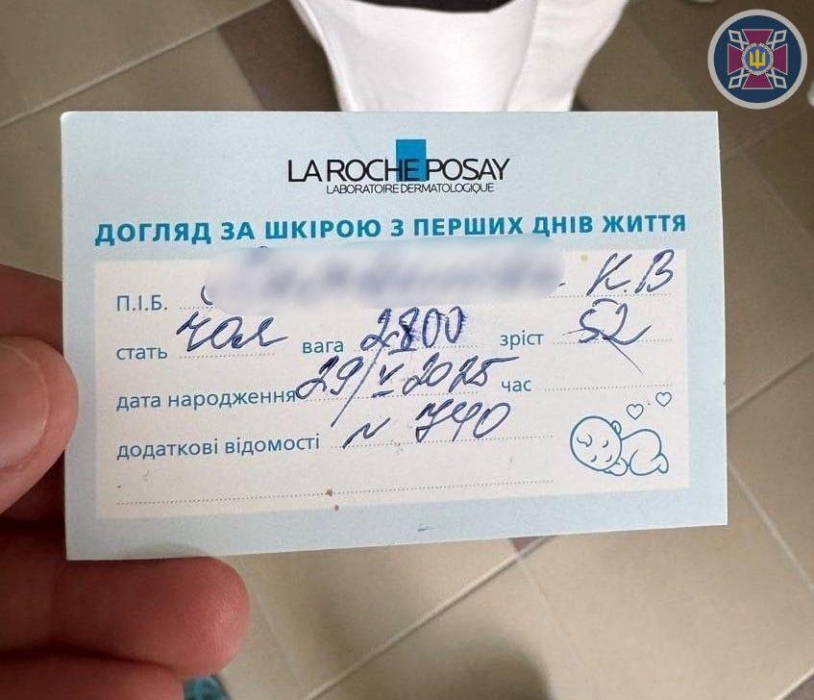 LA ROCHE POSAY
LABORATOIRE DERMATOLOGIQUE
ДОГЛЯД ЗА ШКІРОЮ З ПЕРШИХ ДНІВ ЖИТТЯ
П.І.Б. К.В
стать чол вага 2800 зріст 52
дата народження 29/V 2025 час
додаткові відомості N 740